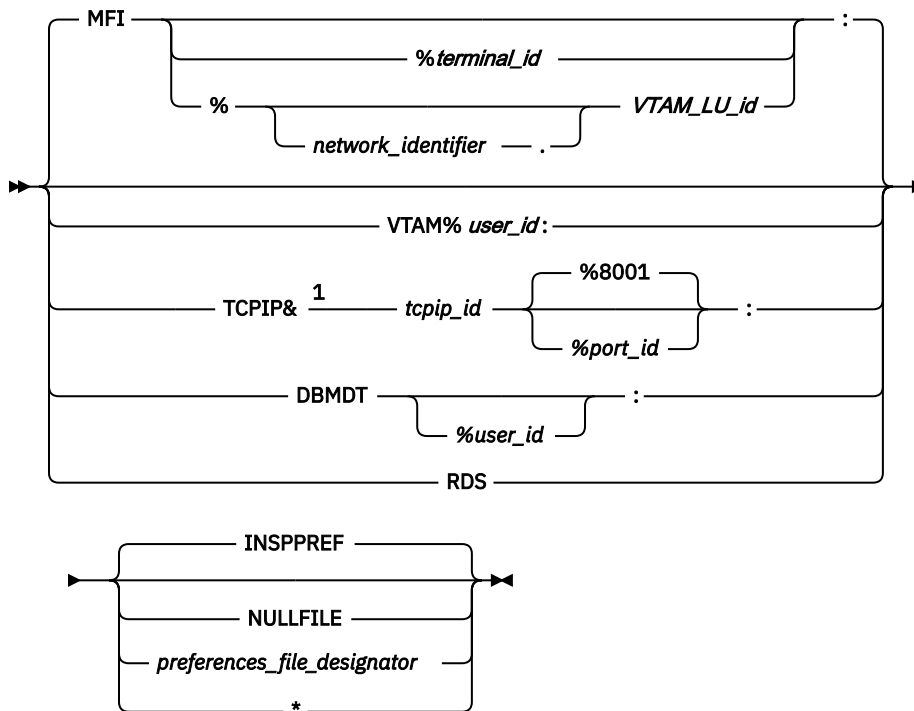 MFI :
%terminal_id
% VTAM_LU_id
network_identifier .
VTAM% user_id:
%8001
TCPIP& 1 tcpip_id :
%port_id
DBMDT :
%user_id
RDS
INSPPREF
NULLFILE
preferences_file_designator
*